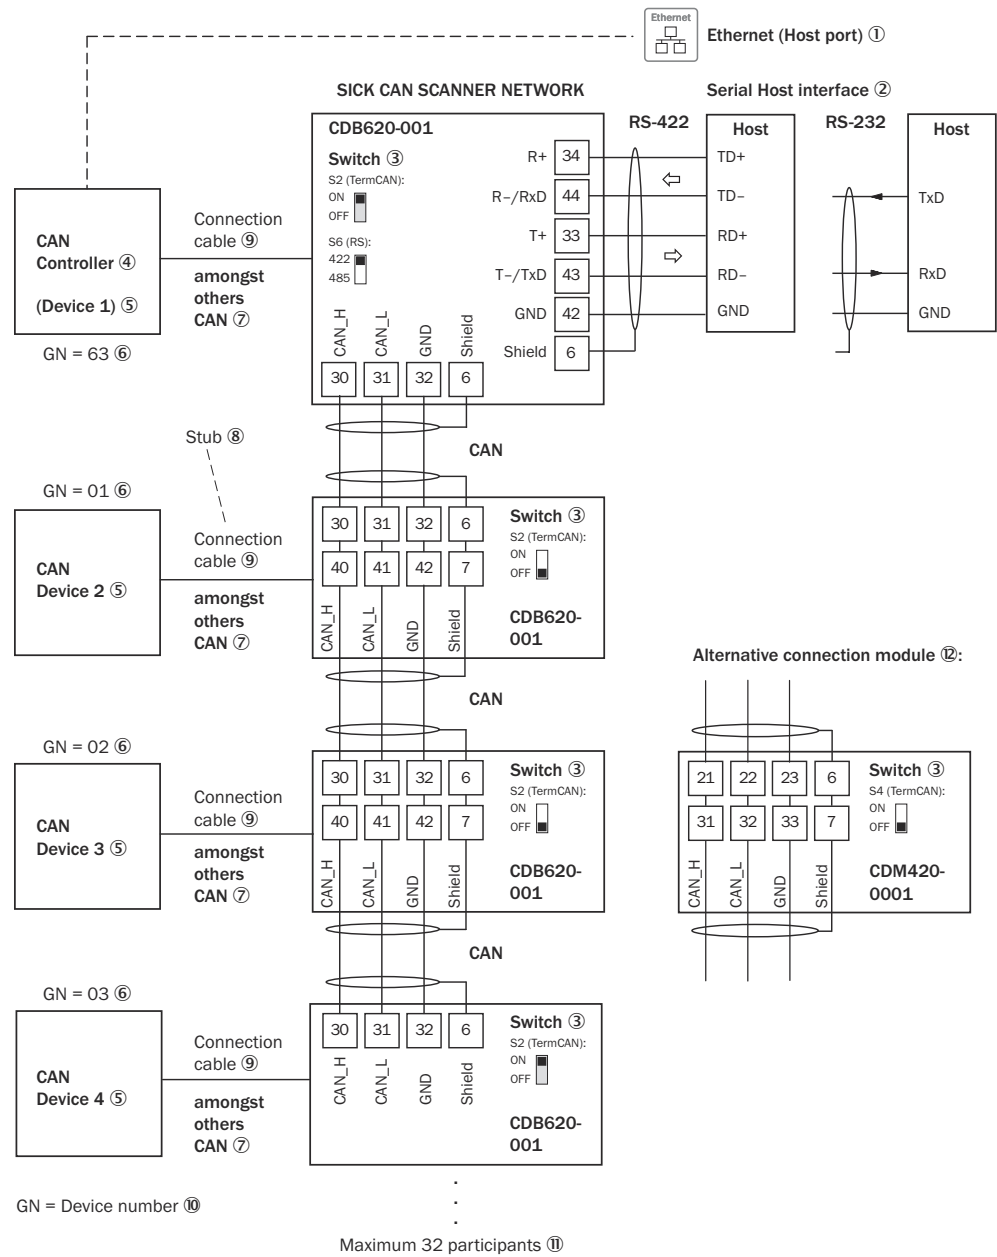 Ethernet
Ethernet (Host port) ①
SICK CAN SCANNER NETWORK
Serial Host interface ②
CDB620-001
Switch ③
S2 (TermCAN):
ON
OFF
S6 (RS):
422
485
R+ 34
R–/RxD 44
T+ 33
T–/TxD 43
GND 42
Shield 6
CAN_H CAN_L GND Shield
30 31 32 6
RS-422
Host
TD+
TD–
RD+
RD–
GND
RS-232
Host
TxD
RxD
GND
CAN
Controller ④
(Device 1) ⑤
GN = 63 ⑥
Connection
cable ⑨
amongst
others
CAN ⑦
CAN
Stub ⑧
GN = 01 ⑥
CAN
Device 2 ⑤
Connection
cable ⑨
amongst
others
CAN ⑦
30 31 32 6
40 41 42 7
CAN_H CAN_L GND Shield
Switch ③
S2 (TermCAN):
ON
OFF
CDB620-
001
CAN
GN = 02 ⑥
CAN
Device 3 ⑤
Connection
cable ⑨
amongst
others
CAN ⑦
30 31 32 6
40 41 42 7
CAN_H CAN_L GND Shield
Switch ③
S2 (TermCAN):
ON
OFF
CDB620-
001
Alternative connection module ⑫:
21 22 23 6
31 32 33 7
CAN_H CAN_L GND Shield
Switch ③
S4 (TermCAN):
ON
OFF
CDM420-
0001
CAN
GN = 03 ⑥
CAN
Device 4 ⑤
Connection
cable ⑨
amongst
others
CAN ⑦
30 31 32 6
CAN_H CAN_L GND Shield
Switch ③
S2 (TermCAN):
ON
OFF
CDB620-
001
GN = Device number ⑩
.
.
.
Maximum 32 participants ⑪